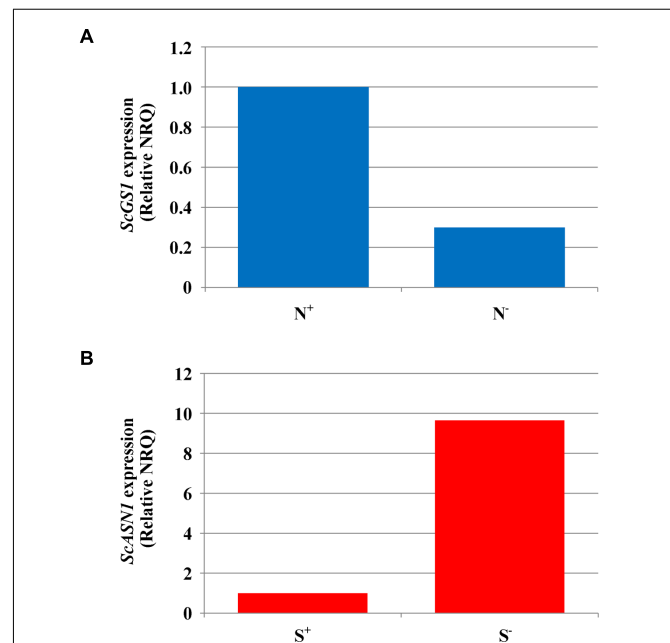 A
ScGS1 expression
(Relative NRQ)
1.2
1.0
0.8
0.6
0.4
0.2
0
N⁺
N⁻
B
ScASN1 expression
(Relative NRQ)
12
10
8
6
4
2
0
S⁺
S⁻